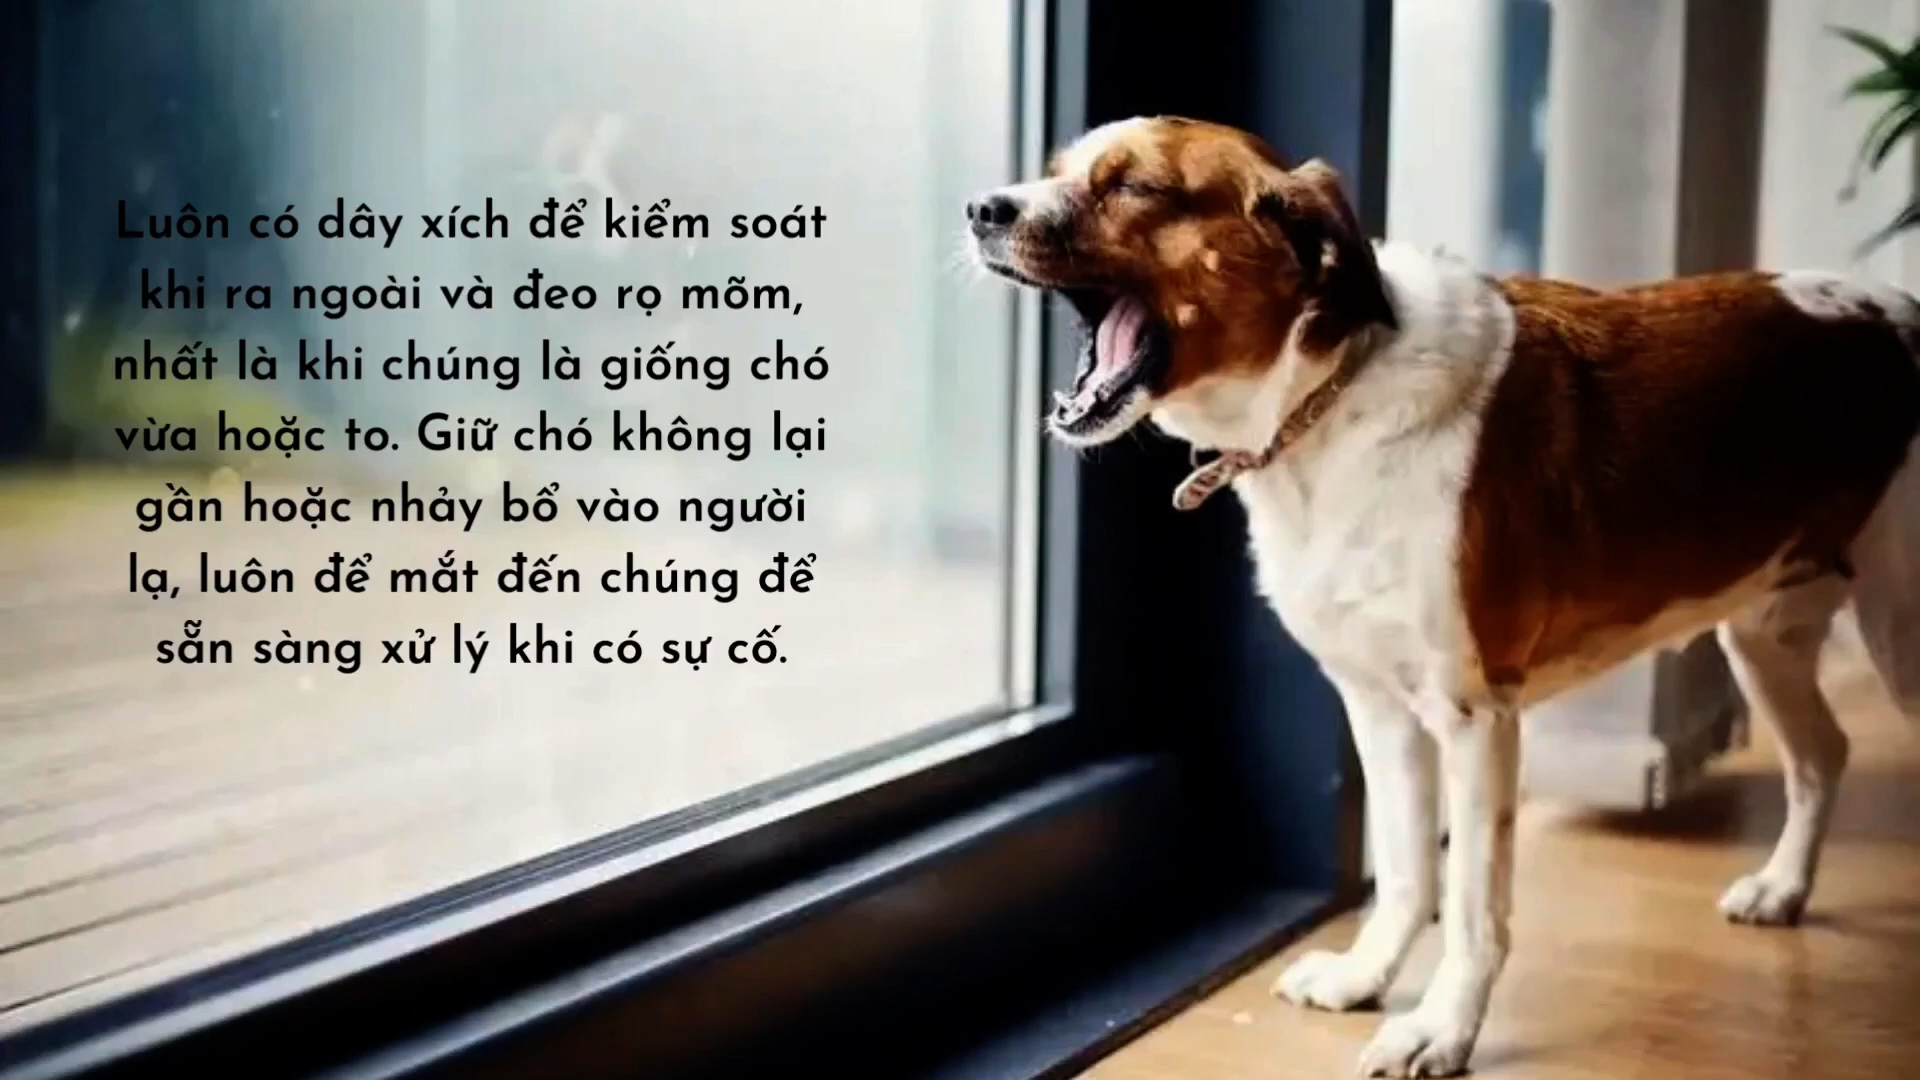 Luôn có dây xích để kiểm soát
khi ra ngoài và đeo rọ mõm,
nhất là khi chúng là giống chó
vừa hoặc to. Giữ chó không lại
gần hoặc nhảy bổ vào người
lạ, luôn để mắt đến chúng để
sẵn sàng xử lý khi có sự cố.